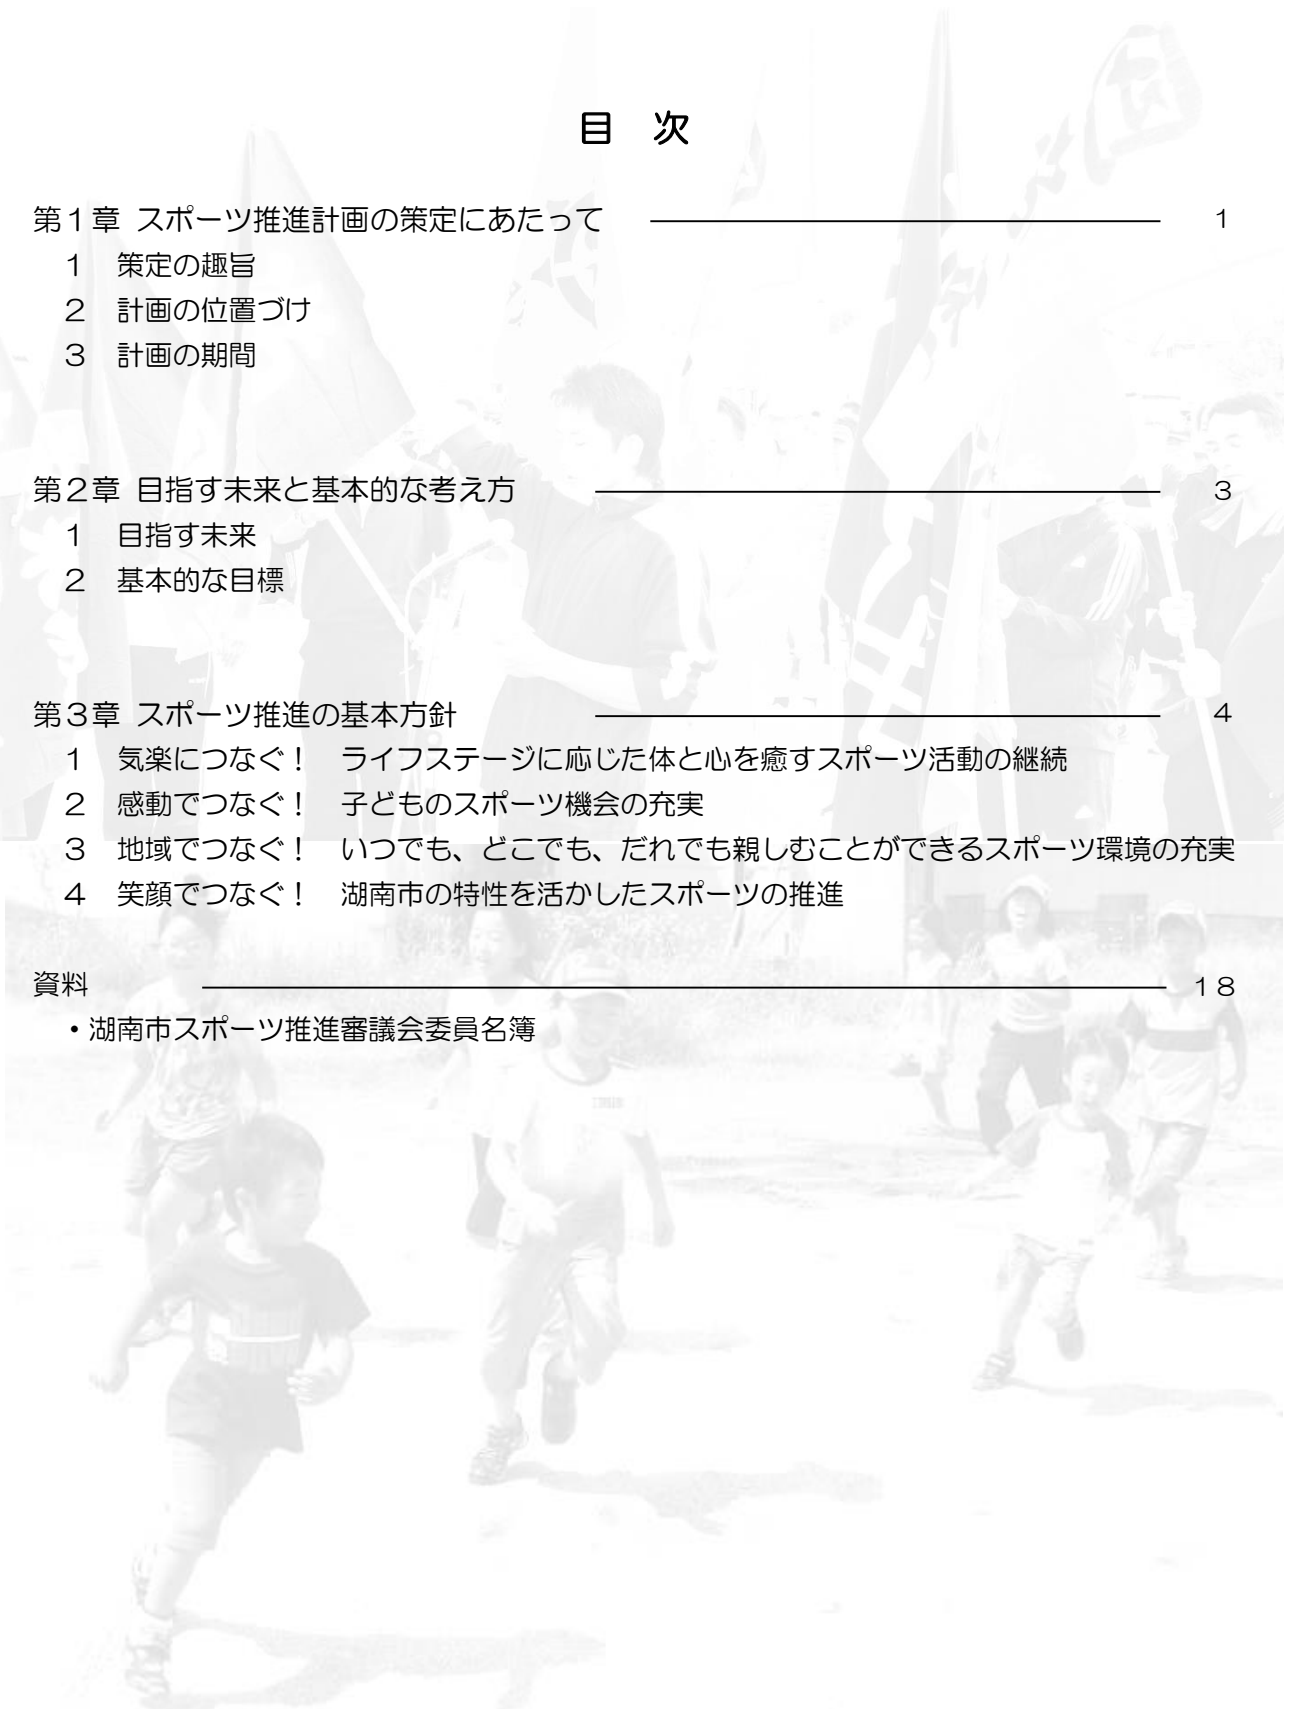 目　次
第１章 スポーツ推進計画の策定にあたって　1
１　策定の趣旨
２　計画の位置づけ
３　計画の期間
第２章 目指す未来と基本的な考え方　３
１　目指す未来
２　基本的な目標
第３章 スポーツ推進の基本方針　４
１　気楽につなぐ！　ライフステージに応じた体と心を癒すスポーツ活動の継続
２　感動でつなぐ！　子どものスポーツ機会の充実
３　地域でつなぐ！　いつでも、どこでも、だれでも親しむことができるスポーツ環境の充実
４　笑顔でつなぐ！　湖南市の特性を活かしたスポーツの推進
資料　１８
・湖南市スポーツ推進審議会委員名簿